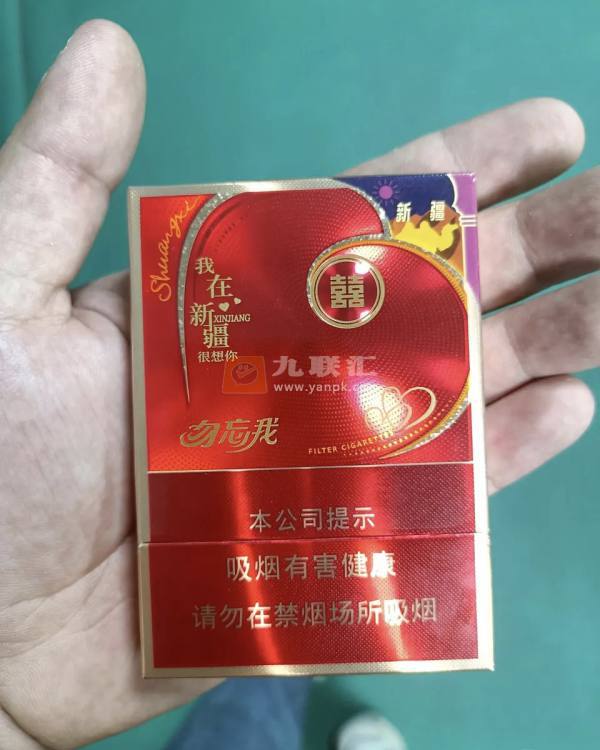 Shuangxi
新疆
我
在
新
XINJIANG
疆
很想你
囍
九联汇
www.yanpk.com
勿忘我
FILTER CIGARETTES
本公司提示
吸烟有害健康
请勿在禁烟场所吸烟